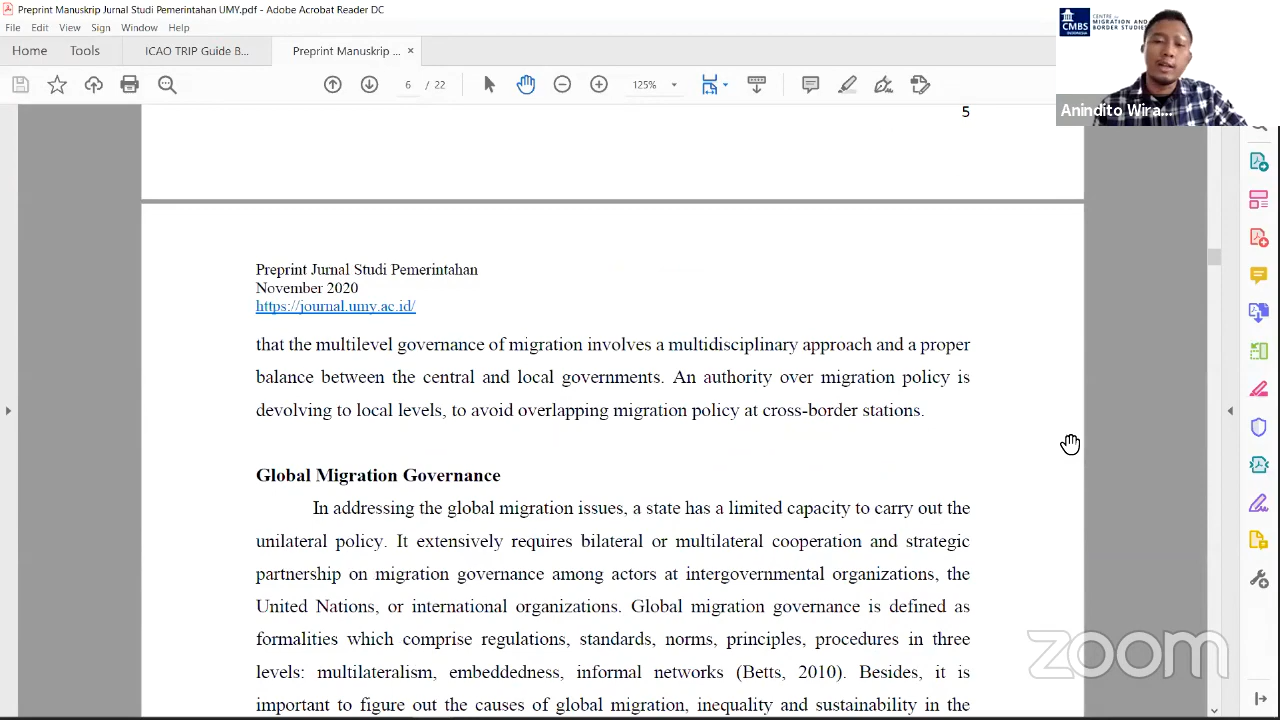 Preprint Manuskrip Jurnal Studi Pemerintahan UMY.pdf - Adobe Acrobat Reader DC
File Edit View Sign Window Help
Home Tools ICAO TRIP Guide B... Preprint Manuskrip ... ×
6 / 22 125%
CMBS INDONESIA CENTRE MIGRATION AND BORDER STUDIES
Anindito Wira...
5
Preprint Jurnal Studi Pemerintahan
November 2020
https://journal.umy.ac.id/
that the multilevel governance of migration involves a multidisciplinary approach and a proper
balance between the central and local governments. An authority over migration policy is
devolving to local levels, to avoid overlapping migration policy at cross-border stations.
Global Migration Governance
In addressing the global migration issues, a state has a limited capacity to carry out the
unilateral policy. It extensively requires bilateral or multilateral cooperation and strategic
partnership on migration governance among actors at intergovernmental organizations, the
United Nations, or international organizations. Global migration governance is defined as
formalities which comprise regulations, standards, norms, principles, procedures in three
levels: multilateralism, embeddedness, informal networks (Betts, 2010). Besides, it is
important to figure out the causes of global migration, inequality and sustainability in the
zoom